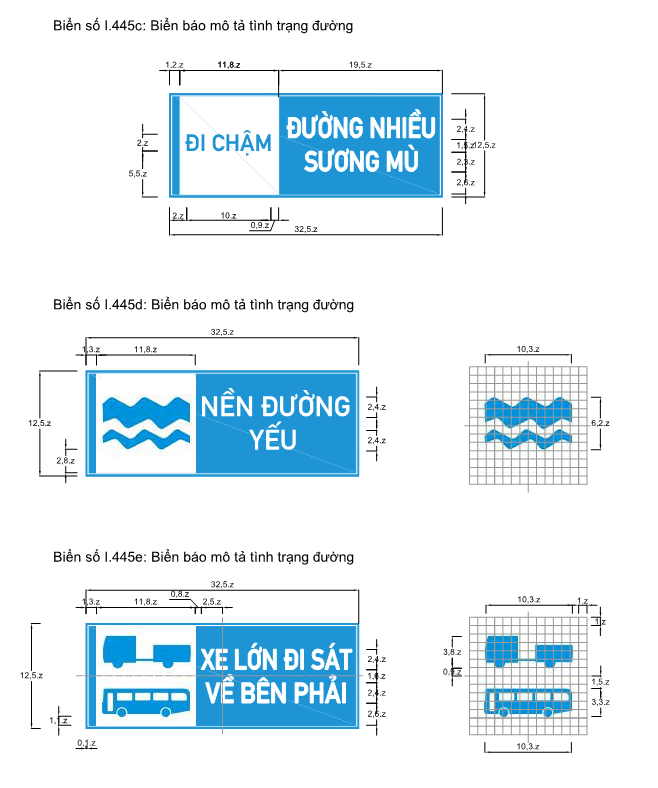 Biển số I.445c: Biển báo mô tả tình trạng đường
1,2.z
11,8.z
19,5.z
ĐI CHẬM
ĐƯỜNG NHIỀU
SƯƠNG MÙ
2.z
5,5.z
2,4.z
1,5.z
12,5.z
2,3.z
2,6.z
2.z
10.z
0,9.z
32,5.z
Biển số I.445d: Biển báo mô tả tình trạng đường
32,5.z
1,3.z
11,8.z
12,5.z
2,8.z
NỀN ĐƯỜNG
YẾU
2,4.z
2,4.z
10,3.z
6,2.z
Biển số I.445e: Biển báo mô tả tình trạng đường
32,5.z
1,3.z
11,8.z
0,8.z
2,5.z
12,5.z
1,1.z
0,1.z
XE LỚN ĐI SÁT
VỀ BÊN PHẢI
2,4.z
1,6.z
2,4.z
2,6.z
10,3.z
1.z
1.z
3,8.z
0,9.z
1,5.z
3,3.z
10,3.z